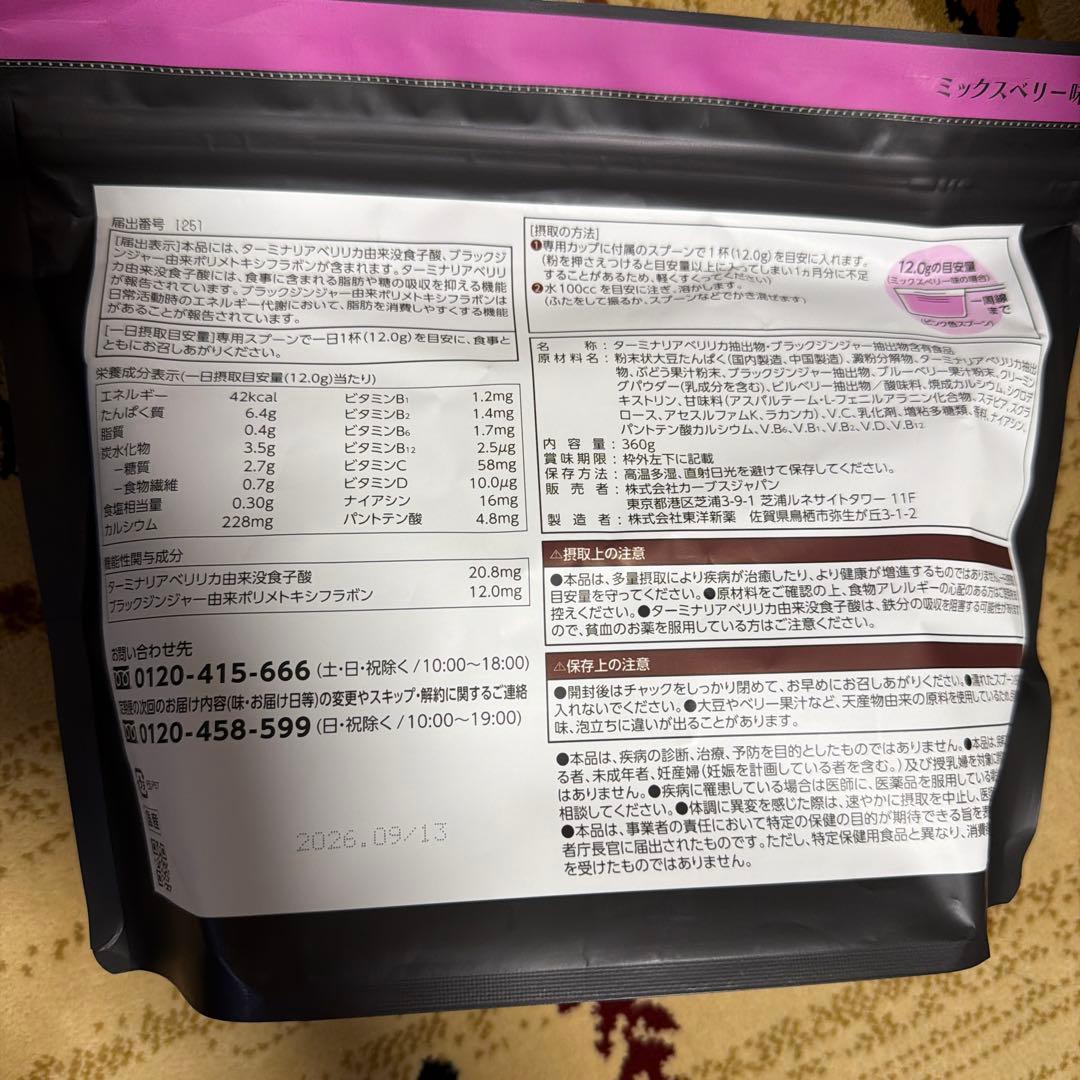 ミックスベリー味
届出番号 I251
[届出表示]本品には、ターミナリアベリリカ由来没食子酸、ブラックジ
ンジャー由来ポリメトキシフラボンが含まれます。ターミナリアベリリ
カ由来没食子酸には、食事に含まれる脂肪や糖の吸収を抑える機能
が報告されています。ブラックジンジャー由来ポリメトキシフラボンは
日常活動時のエネルギー代謝において、脂肪を消費しやすくする機能
があることが報告されています。
[一日摂取目安量]専用スプーンで一日1杯(12.0g)を目安に、食事と
ともにお召しあがりください。
栄養成分表示(一日摂取目安量(12.0g)当たり)
エネルギー 42kcal ビタミンB1 1.2mg
たんぱく質 6.4g ビタミンB2 1.4mg
脂質 0.4g ビタミンB6 1.7mg
炭水化物 3.5g ビタミンB12 2.5μg
−糖質 2.7g ビタミンC 58mg
−食物繊維 0.7g ビタミンD 10.0μg
食塩相当量 0.30g ナイアシン 16mg
カルシウム 228mg パントテン酸 4.8mg
機能性関与成分
ターミナリアベリリカ由来没食子酸 20.8mg
ブラックジンジャー由来ポリメトキシフラボン 12.0mg
お問い合わせ先
0120-415-666 (土・日・祝除く/10:00〜18:00)
定期便の次回のお届け内容(味・お届け日等)の変更やスキップ・解約に関するご連絡
0120-458-599 (日・祝除く/10:00〜19:00)
2026.09/13
[摂取の方法]
❶専用カップに付属のスプーンで1杯(12.0g)を目安に入れます。
(粉を押さえつけると目安量以上に入ってしまい1ヵ月分に不足
することがあるため、軽くすくってください)
❷水100ccを目安に注ぎ、溶かします。
(ふたをして振るか、スプーンなどでかき混ぜます)
12.0gの目安量
(ミックスベリー味の場合)
一周線
まで
(ピンク色スプーン)
名称:ターミナリアベリリカ抽出物・ブラックジンジャー抽出物含有食品
原材料名:粉末状大豆たんぱく(国内製造、中国製造)、澱粉分解物、ターミナリアベリリカ抽出
物、ぶどう果汁粉末、ブラックジンジャー抽出物、ブルーベリー果汁粉末、クリーミン
グパウダー(乳成分を含む)、ビルベリー抽出物/酸味料、焼成カルシウム、シクロデ
キストリン、甘味料(アスパルテーム・L-フェニルアラニン化合物、ステビア、スクラ
ロース、アセスルファムK、ラカンカ)、V.C、乳化剤、増粘多糖類、香料、ナイアシン、
パントテン酸カルシウム、V.B6、V.B1、V.B2、V.D、V.B12
内容量:360g
賞味期限:枠外左下に記載
保存方法:高温多湿、直射日光を避けて保存してください。
販売者:株式会社カーブスジャパン
東京都港区芝浦3-9-1 芝浦ルネサイトタワー 11F
製造者:株式会社東洋新薬 佐賀県鳥栖市弥生が丘3-1-2
⚠摂取上の注意
●本品は、多量摂取により疾病が治癒したり、より健康が増進するものではありません。一日摂取
目安量を守ってください。●原材料をご確認の上、食物アレルギーの心配のある方はご
控えください。●ターミナリアベリリカ由来没食子酸は、鉄分の吸収を阻害する可能性が
ので、貧血のお薬を服用している方はご注意ください。
⚠保存上の注意
●開封後はチャックをしっかり閉めて、お早めにお召しあがりください。●濡れたスプーン
入れないでください。●大豆やベリー果汁など、天産物由来の原料を使用しているため
味、泡立ちに違いが出ることがあります。
●本品は、疾病の診断、治療、予防を目的としたものではありません。●本品は、
る者、未成年者、妊産婦(妊娠を計画している者を含む。)及び授乳婦を対象に
はありません。●疾病に罹患している場合は医師に、医薬品を服用している
相談してください。●体調に異変を感じた際は、速やかに摂取を中止し、医
●本品は、事業者の責任において特定の保健の目的が期待できる旨を
者庁長官に届出されたものです。ただし、特定保健用食品と異なり、消費
を受けたものではありません。